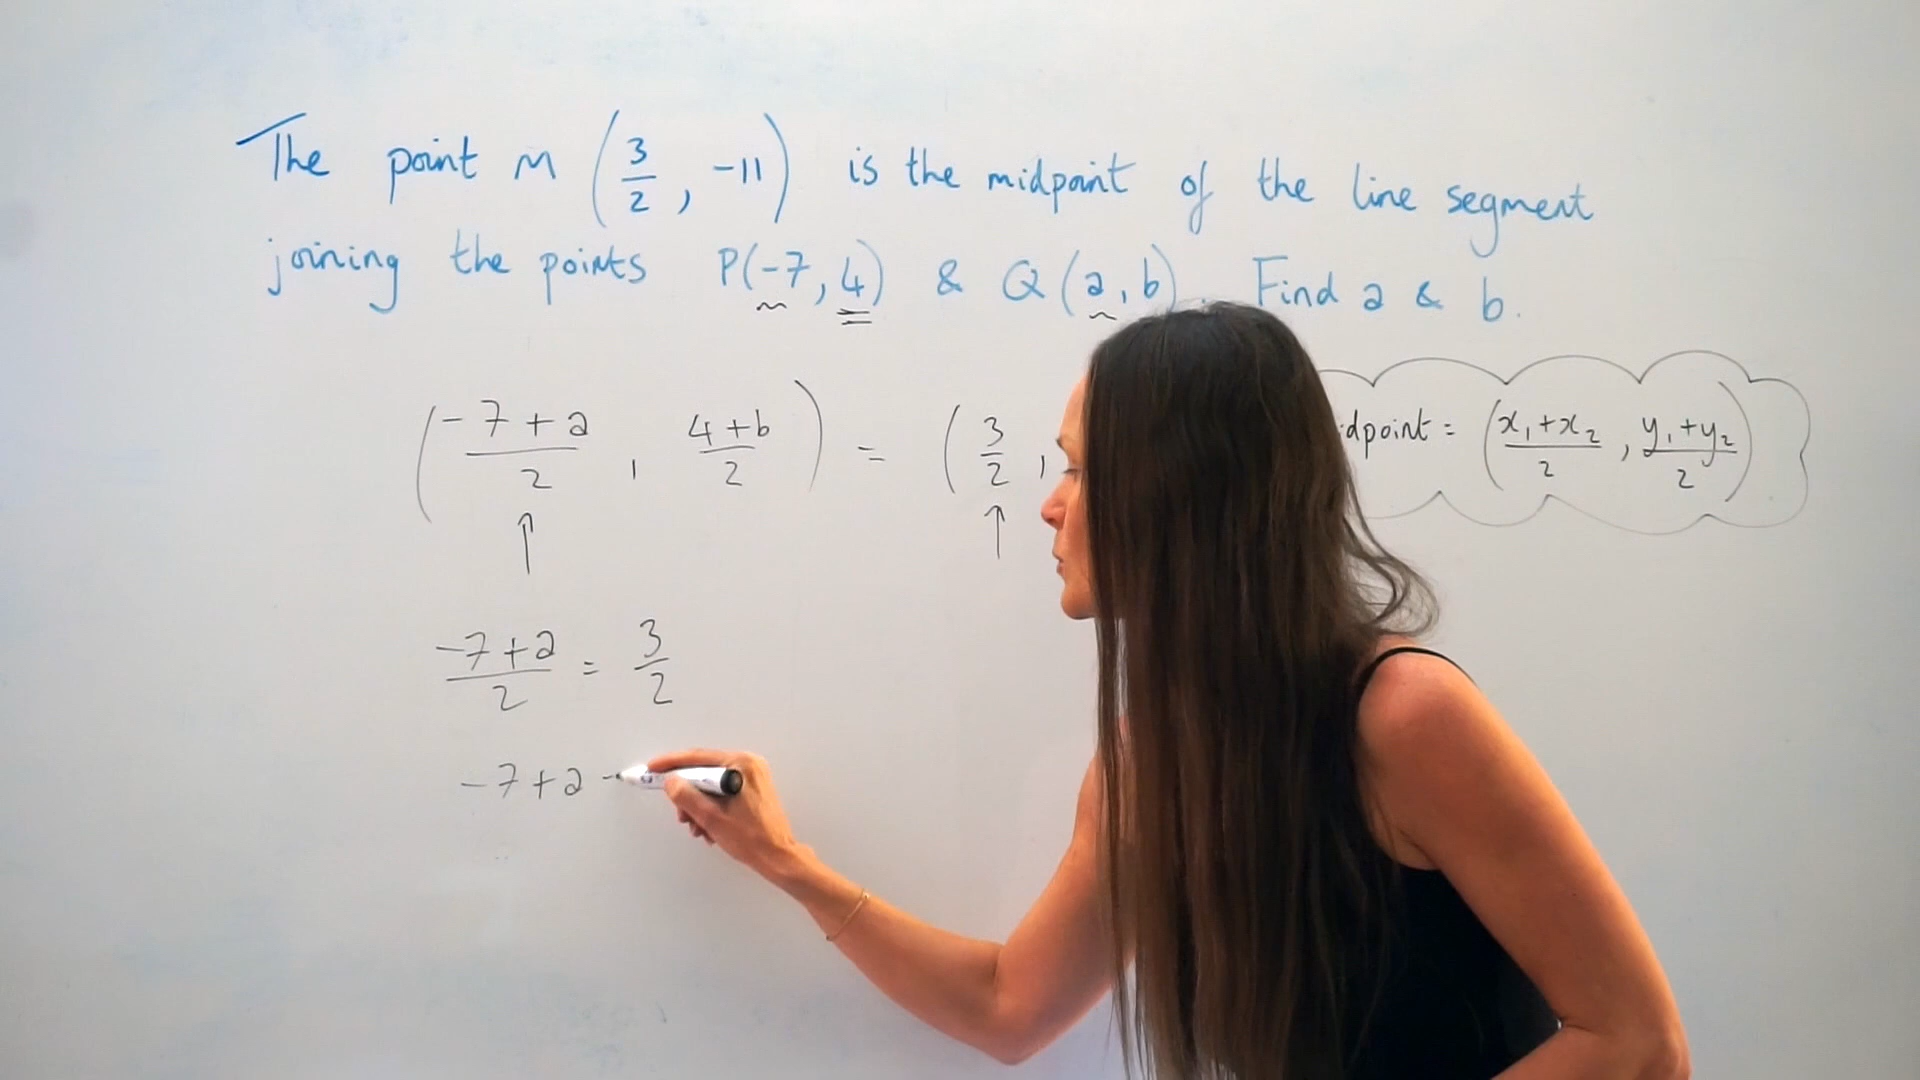 The point M (3/2, -11) is the midpoint of the line segment
joining the points P(-7, 4) & Q(a, b). Find a & b.
(-7+a/2, 4+b/2) = (3/2,
dpoint = (x₁+x₂/2, y₁+y₂/2)
↑ ↑
-7+a/2 = 3/2
-7+a -